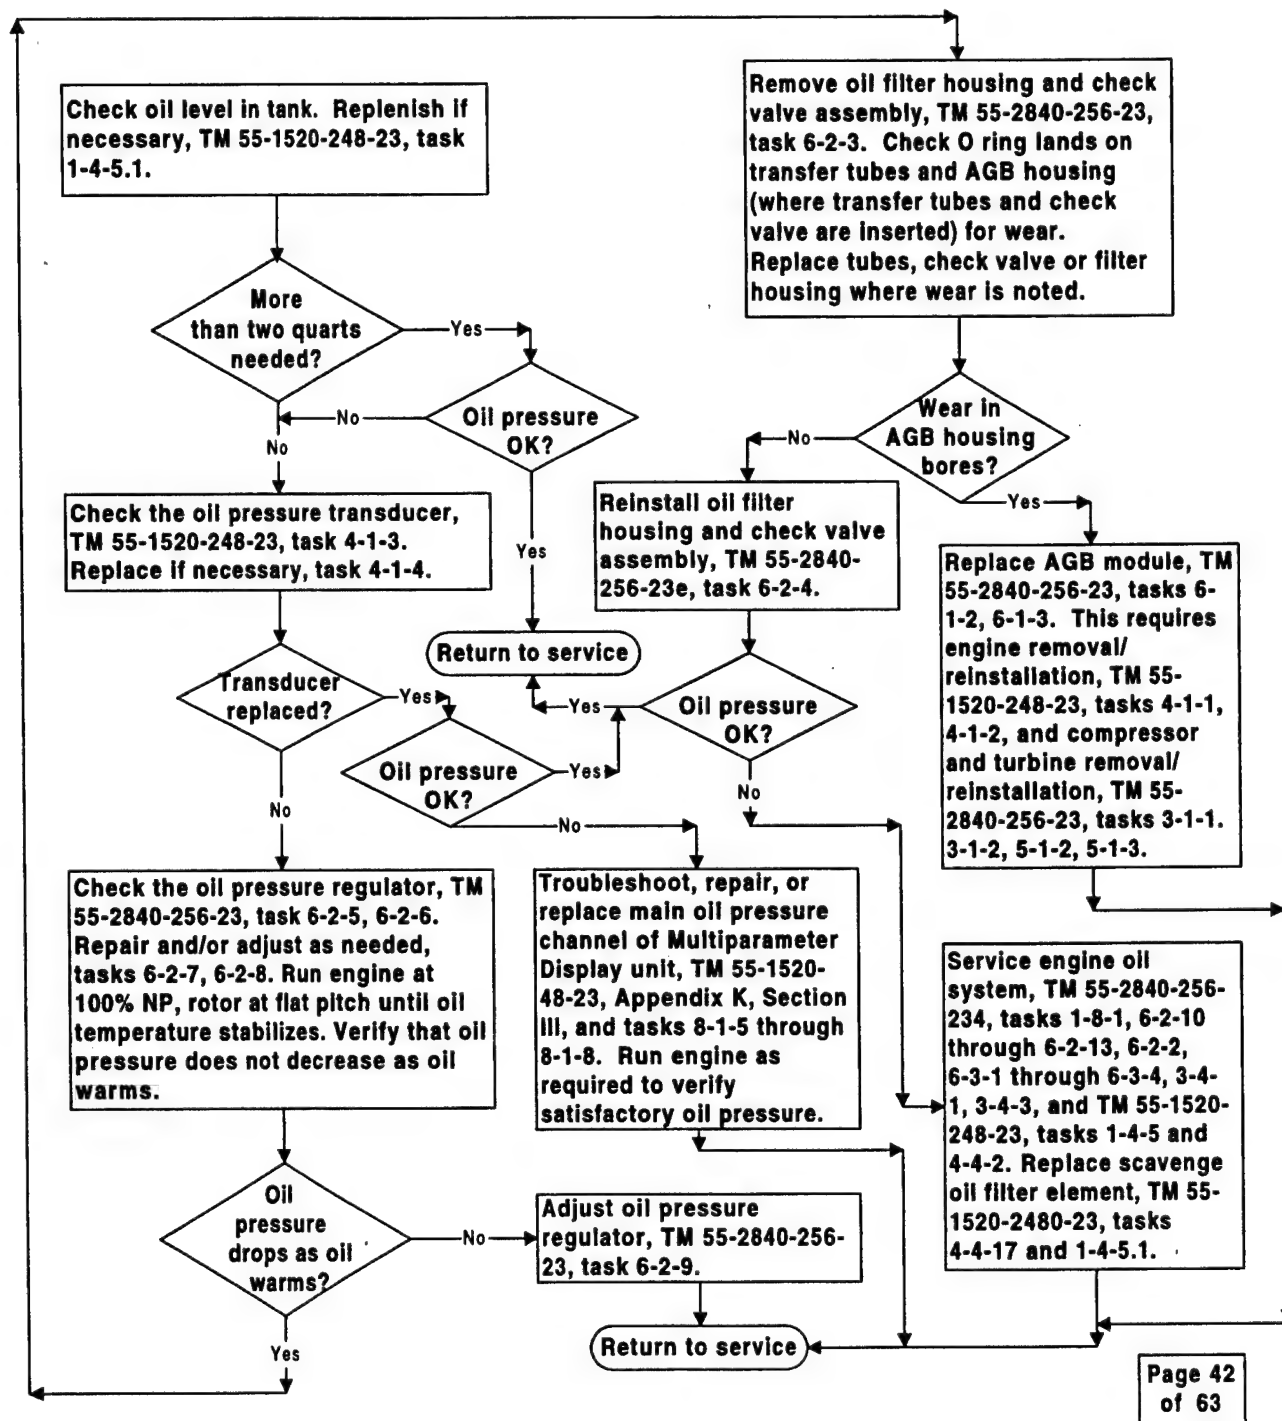 Check oil level in tank. Replenish if
necessary, TM 55-1520-248-23, task
1-4-5.1.
More
than two quarts
needed?
Yes
Oil pressure
OK?
No
No
Yes
Check the oil pressure transducer,
TM 55-1520-248-23, task 4-1-3.
Replace if necessary, task 4-1-4.
Return to service
Transducer
replaced?
Yes
Oil pressure
OK?
Yes
No
No
Check the oil pressure regulator, TM
55-2840-256-23, task 6-2-5, 6-2-6.
Repair and/or adjust as needed,
tasks 6-2-7, 6-2-8. Run engine at
100% NP, rotor at flat pitch until oil
temperature stabilizes. Verify that oil
pressure does not decrease as oil
warms.
Troubleshoot, repair, or
replace main oil pressure
channel of Multiparameter
Display unit, TM 55-1520-
48-23, Appendix K, Section
III, and tasks 8-1-5 through
8-1-8. Run engine as
required to verify
satisfactory oil pressure.
Oil
pressure
drops as oil
warms?
No
Adjust oil pressure
regulator, TM 55-2840-256-
23, task 6-2-9.
Return to service
Yes
Remove oil filter housing and check
valve assembly, TM 55-2840-256-23,
task 6-2-3. Check O ring lands on
transfer tubes and AGB housing
(where transfer tubes and check
valve are inserted) for wear.
Replace tubes, check valve or filter
housing where wear is noted.
Wear in
AGB housing
bores?
No
Yes
Reinstall oil filter
housing and check valve
assembly, TM 55-2840-
256-23e, task 6-2-4.
Oil pressure
OK?
Yes
No
Replace AGB module, TM
55-2840-256-23, tasks 6-
1-2, 6-1-3. This requires
engine removal/
reinstallation, TM 55-
1520-248-23, tasks 4-1-1,
4-1-2, and compressor
and turbine removal/
reinstallation, TM 55-
2840-256-23, tasks 3-1-1.
3-1-2, 5-1-2, 5-1-3.
Service engine oil
system, TM 55-2840-256-
234, tasks 1-8-1, 6-2-10
through 6-2-13, 6-2-2,
6-3-1 through 6-3-4, 3-4-
1, 3-4-3, and TM 55-1520-
248-23, tasks 1-4-5 and
4-4-2. Replace scavenge
oil filter element, TM 55-
1520-2480-23, tasks
4-4-17 and 1-4-5.1.
Page 42
of 63